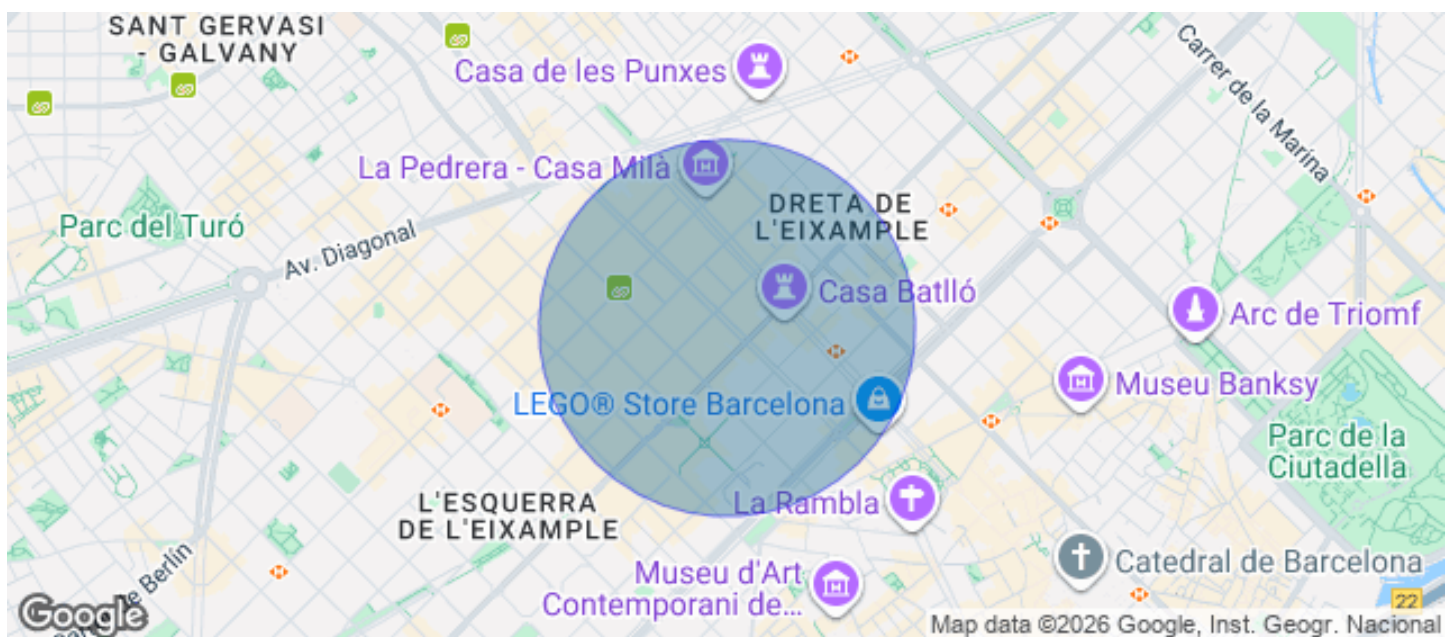 SANT GERVASI
- GALVANY
Casa de les Punxes
Carrer de la Marina
La Pedrera - Casa Milà
DRETA DE
L'EIXAMPLE
Parc del Turó
Av. Diagonal
Casa Batlló
Arc de Triomf
Museu Banksy
LEGO® Store Barcelona
Parc de la
Ciutadella
L'ESQUERRA
DE L'EIXAMPLE
La Rambla
Catedral de Barcelona
Museu d'Art
Contemporani de...
de Berlín
22
Google
Map data ©2026 Google, Inst. Geogr. Nacional